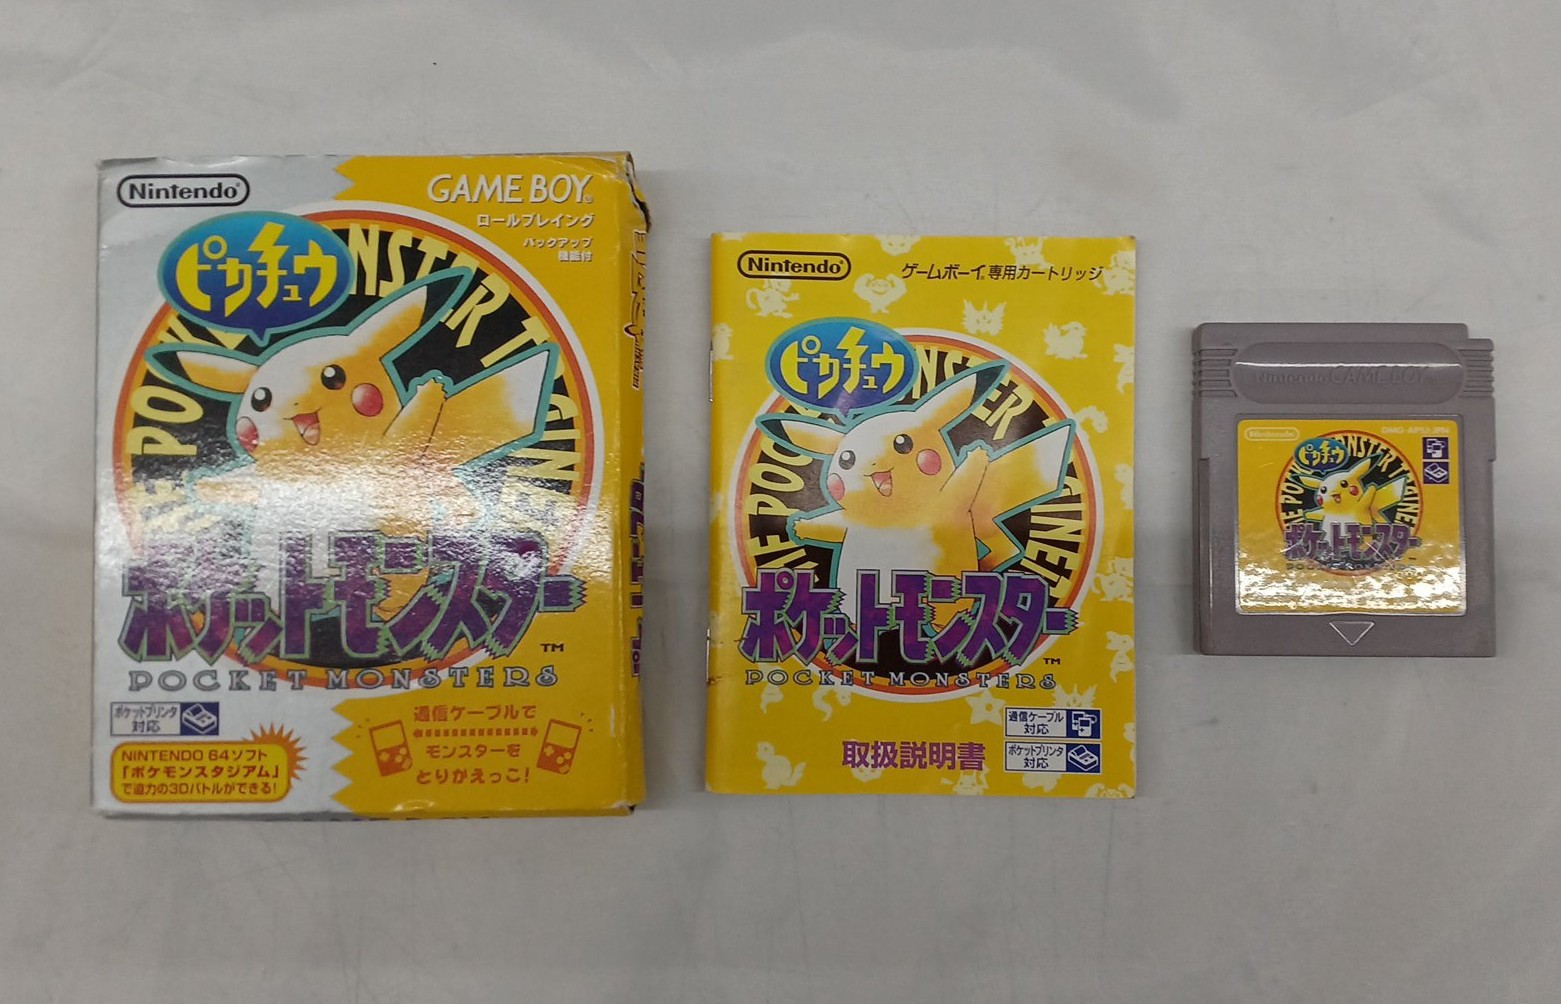 Nintendo®
GAME BOY®
ロールプレイング
バックアップ
機能付
ピカチュウ
ポケットモンスター
TM
POCKET MONSTERS
ポケットプリンタ
対応
NINTENDO 64ソフト
「ポケモンスタジアム」
で迫力の3Dバトルができる!
通信ケーブルで
モンスターを
とりかえっこ!
Nintendo®
ゲームボーイ®専用カートリッジ
ピカチュウ
ポケットモンスター
TM
POCKET MONSTERS
取扱説明書
通信ケーブル
対応
ポケットプリンタ
対応
Nintendo GAME BOY
Nintendo
DMG-APSJ-JPN
ピカチュウ
ポケットモンスター
POCKET MONSTERS